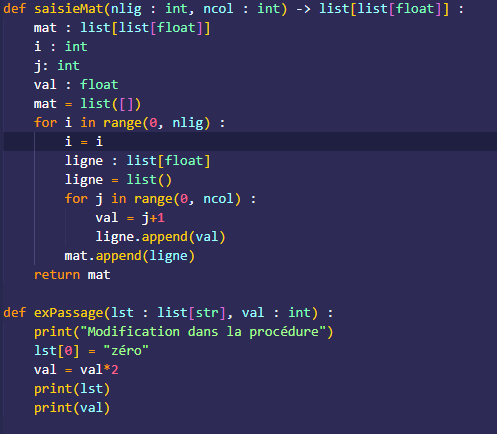 def saisieMat(nlig : int, ncol : int) -> list[list[float]] :
    mat : list[list[float]]
    i : int
    j: int
    val : float
    mat = list([])
    for i in range(0, nlig) :
        i = i
        ligne : list[float]
        ligne = list()
        for j in range(0, ncol) :
            val = j+1
            ligne.append(val)
        mat.append(ligne)
    return mat

def exPassage(lst : list[str], val : int) :
    print("Modification dans la procédure")
    lst[0] = "zéro"
    val = val*2
    print(lst)
    print(val)